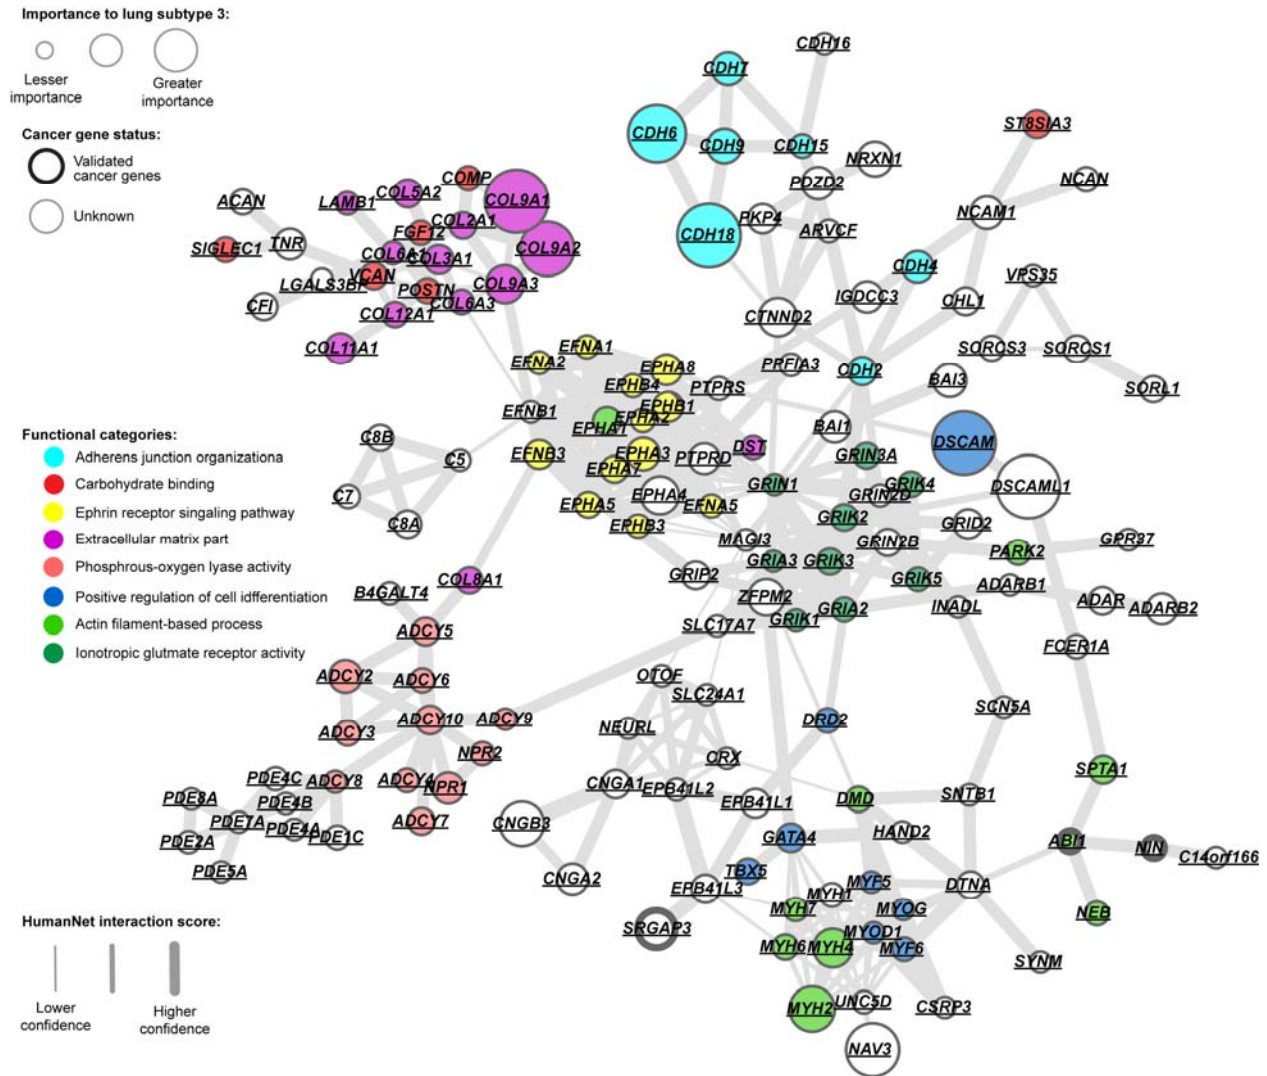 Importance to lung subtype 3:
Lesser
importance
Greater
importance
Cancer gene status:
Validated
cancer genes
Unknown
Functional categories:
Adherens junction organizationa
Carbohydrate binding
Ephrin receptor singaling pathway
Extracellular matrix part
Phosphrous-oxygen lyase activity
Positive regulation of cell idfferentiation
Actin filament-based process
Ionotropic glutmate receptor activity
HumanNet interaction score:
Lower
confidence
Higher
confidence
CDH16
CDH7
CDH6
CDH9
CDH15
NRXN1
ST8SIA3
PDZD2
NCAN
NCAM1
PKP4
ARVCF
CDH18
CDH4
VPS35
IGDCC3
CHL1
CTNND2
SORCS3
SORCS1
SORL1
PPFIA3
CDH2
BAI3
COMP
COL5A2
LAMB1
ACAN
COL9A1
COL2A1
FGF12
SIGLEC1
TNR
COL6A1
COL3A1
COL9A2
VCAN
LGALS3BP
POSTN
COL9A3
COL6A3
CFI
COL12A1
COL11A1
EFNA1
EFNA2
EPHA8
EPHB4
PTPRS
EPHB1
EFNB1
EPHA2
EPHA1
BAI1
DSCAM
C8B
C5
EFNB3
EPHA3
PTPRD
DST
GRIN3A
EPHA7
GRIN1
GRIK4
DSCAML1
GRIN2D
C7
EPHA4
EPHA5
EFNA5
GRIK2
C8A
EPHB3
GRID2
MAGI3
GRIN2B
PARK2
GPR37
GRIA3
GRIK3
GRIP2
GRIK5
ADARB1
COL8A1
B4GALT4
ZFPM2
GRIA2
INADL
ADAR
ADARB2
GRIK1
SLC17A7
ADCY5
FCER1A
ADCY2
ADCY6
OTOF
SLC24A1
SCN5A
ADCY10
ADCY9
DRD2
ADCY3
NEURL
NPR2
CRX
SPTA1
PDE4C
ADCY8
ADCY4
NPR1
CNGA1
EPB41L2
PDE8A
PDE4B
EPB41L1
DMD
SNTB1
PDE7A
PDE4A
PDE1C
ADCY7
CNGB3
GATA4
HAND2
PDE2A
ABI1
NIN
C14orf166
PDE5A
CNGA2
TBX5
MYF5
DTNA
EPB41L3
MYH1
MYH7
MYOG
NEB
SRGAP3
MYOD1
MYH6
MYH4
MYF6
SYNM
MYH2
UNC5D
CSRP3
NAV3